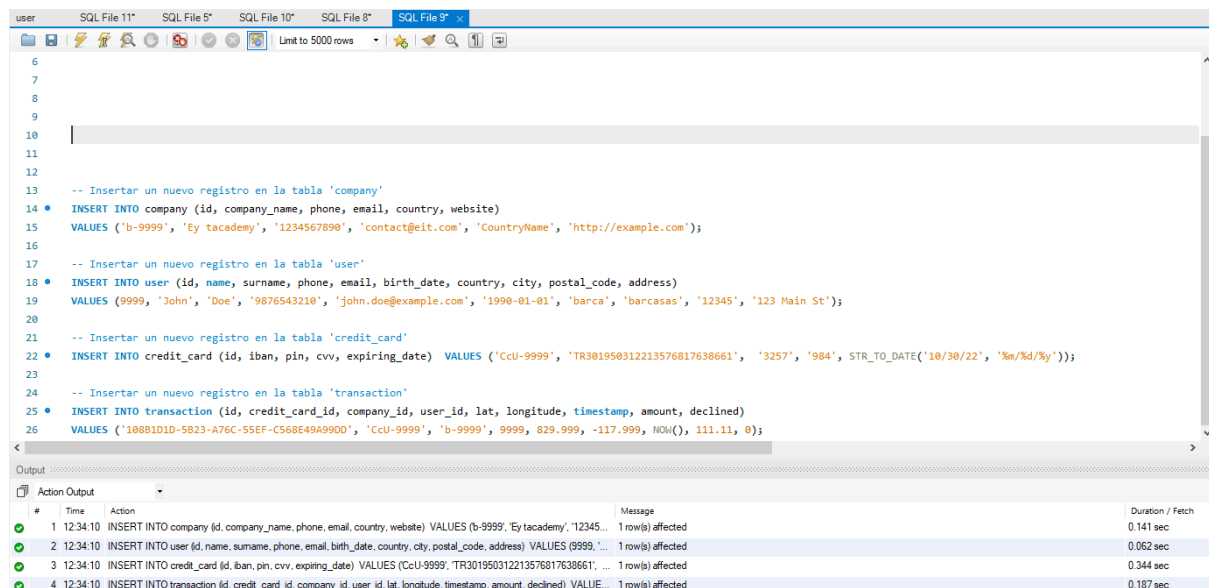 user SQL File 11* SQL File 5* SQL File 10* SQL File 8* SQL File 9* ×
Limit to 5000 rows
6
7
8
9
10
11
12
13 -- Insertar un nuevo registro en la tabla 'company'
14 INSERT INTO company (id, company_name, phone, email, country, website)
15 VALUES ('b-9999', 'Ey tacademy', '1234567890', 'contact@eit.com', 'CountryName', 'http://example.com');
16
17 -- Insertar un nuevo registro en la tabla 'user'
18 INSERT INTO user (id, name, surname, phone, email, birth_date, country, city, postal_code, address)
19 VALUES (9999, 'John', 'Doe', '9876543210', 'john.doe@example.com', '1990-01-01', 'barca', 'barcasas', '12345', '123 Main St');
20
21 -- Insertar un nuevo registro en la tabla 'credit_card'
22 INSERT INTO credit_card (id, iban, pin, cvv, expiring_date) VALUES ('CcU-9999', 'TR301950312213576817638661', '3257', '984', STR_TO_DATE('10/30/22', '%m/%d/%y'));
23
24 -- Insertar un nuevo registro en la tabla 'transaction'
25 INSERT INTO transaction (id, credit_card_id, company_id, user_id, lat, longitude, timestamp, amount, declined)
26 VALUES ('108B1D1D-5B23-A76C-55EF-C568E49A99DD', 'CcU-9999', 'b-9999', 9999, 829.999, -117.999, NOW(), 111.11, 0);
Output
Action Output
# Time Action Message Duration / Fetch
1 12:34:10 INSERT INTO company (id, company_name, phone, email, country, website) VALUES ('b-9999', 'Ey tacademy', '12345... 1 row(s) affected 0.141 sec
2 12:34:10 INSERT INTO user (id, name, surname, phone, email, birth_date, country, city, postal_code, address) VALUES (9999, '... 1 row(s) affected 0.062 sec
3 12:34:10 INSERT INTO credit_card (id, iban, pin, cvv, expiring_date) VALUES ('CcU-9999', 'TR301950312213576817638661', ... 1 row(s) affected 0.344 sec
4 12:34:10 INSERT INTO transaction (id, credit_card_id, company_id, user_id, lat, longitude, timestamp, amount, declined) VALUE... 1 row(s) affected 0.187 sec